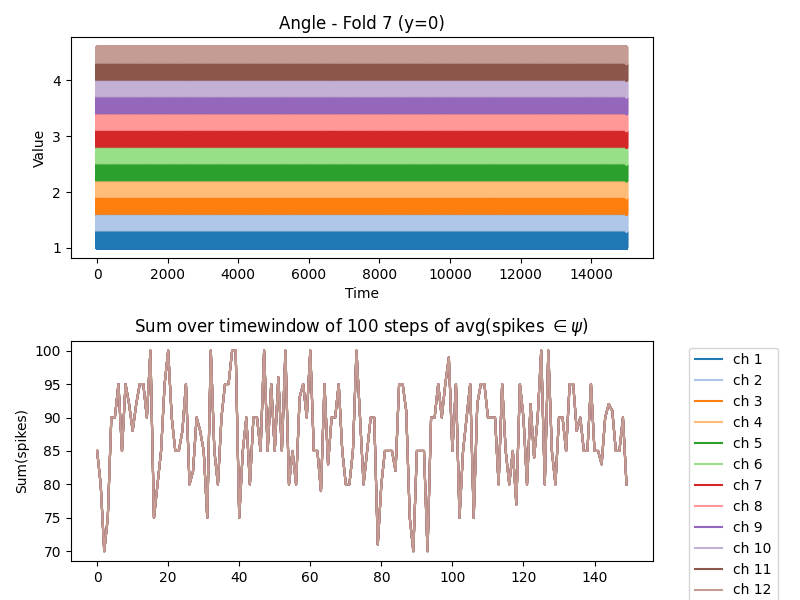 Angle - Fold 7 (y=0)
Value
4
3
2
1
0 2000 4000 6000 8000 10000 12000 14000
Time
Sum over timewindow of 100 steps of avg(spikes ∈ψ)
Sum(spikes)
100
95
90
85
80
75
70
0 20 40 60 80 100 120 140
ch 1
ch 2
ch 3
ch 4
ch 5
ch 6
ch 7
ch 8
ch 9
ch 10
ch 11
ch 12